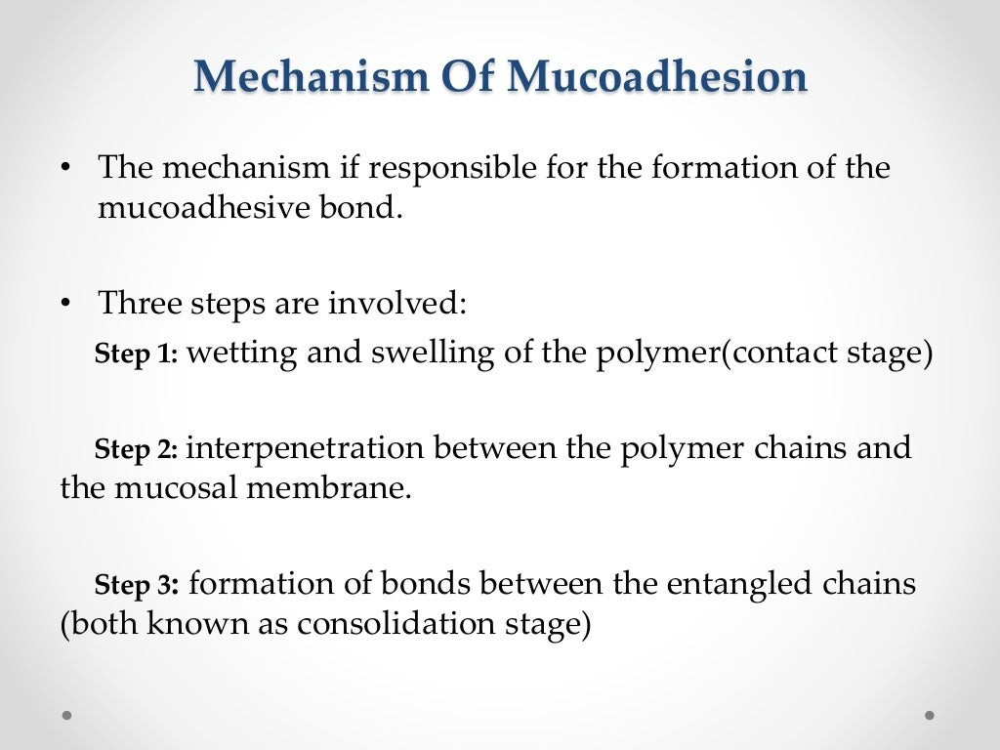 Mechanism Of Mucoadhesion
• The mechanism if responsible for the formation of the
mucoadhesive bond.
• Three steps are involved:
Step 1: wetting and swelling of the polymer(contact stage)
Step 2: interpenetration between the polymer chains and
the mucosal membrane.
Step 3: formation of bonds between the entangled chains
(both known as consolidation stage)